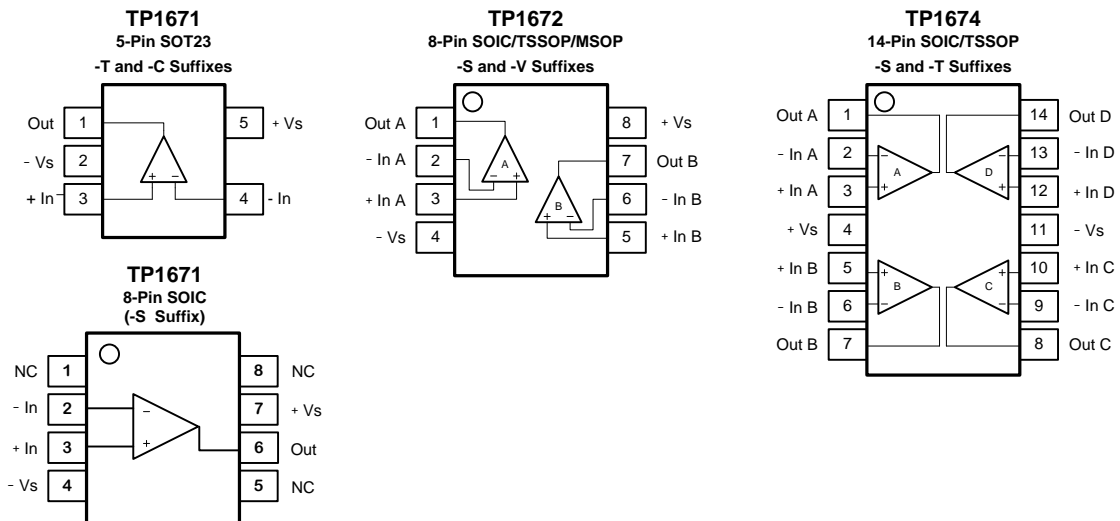 TP1671
5-Pin SOT23
-T and -C Suffixes
Out 1 5 + Vs
- Vs 2
+ In 3 4 - In
+ -
TP1672
8-Pin SOIC/TSSOP/MSOP
-S and -V Suffixes
Out A 1 8 + Vs
- In A 2 7 Out B
+ In A 3 6 - In B
- Vs 4 5 + In B
A
- +
B
+ -
TP1674
14-Pin SOIC/TSSOP
-S and -T Suffixes
Out A 1 14 Out D
- In A 2 13 - In D
+ In A 3 12 + In D
+ Vs 4 11 - Vs
+ In B 5 10 + In C
- In B 6 9 - In C
Out B 7 8 Out C
- A + - D +
+ B - + C -
TP1671
8-Pin SOIC
(-S Suffix)
NC 1 8 NC
- In 2 7 + Vs
+ In 3 6 Out
- Vs 4 5 NC
-
+